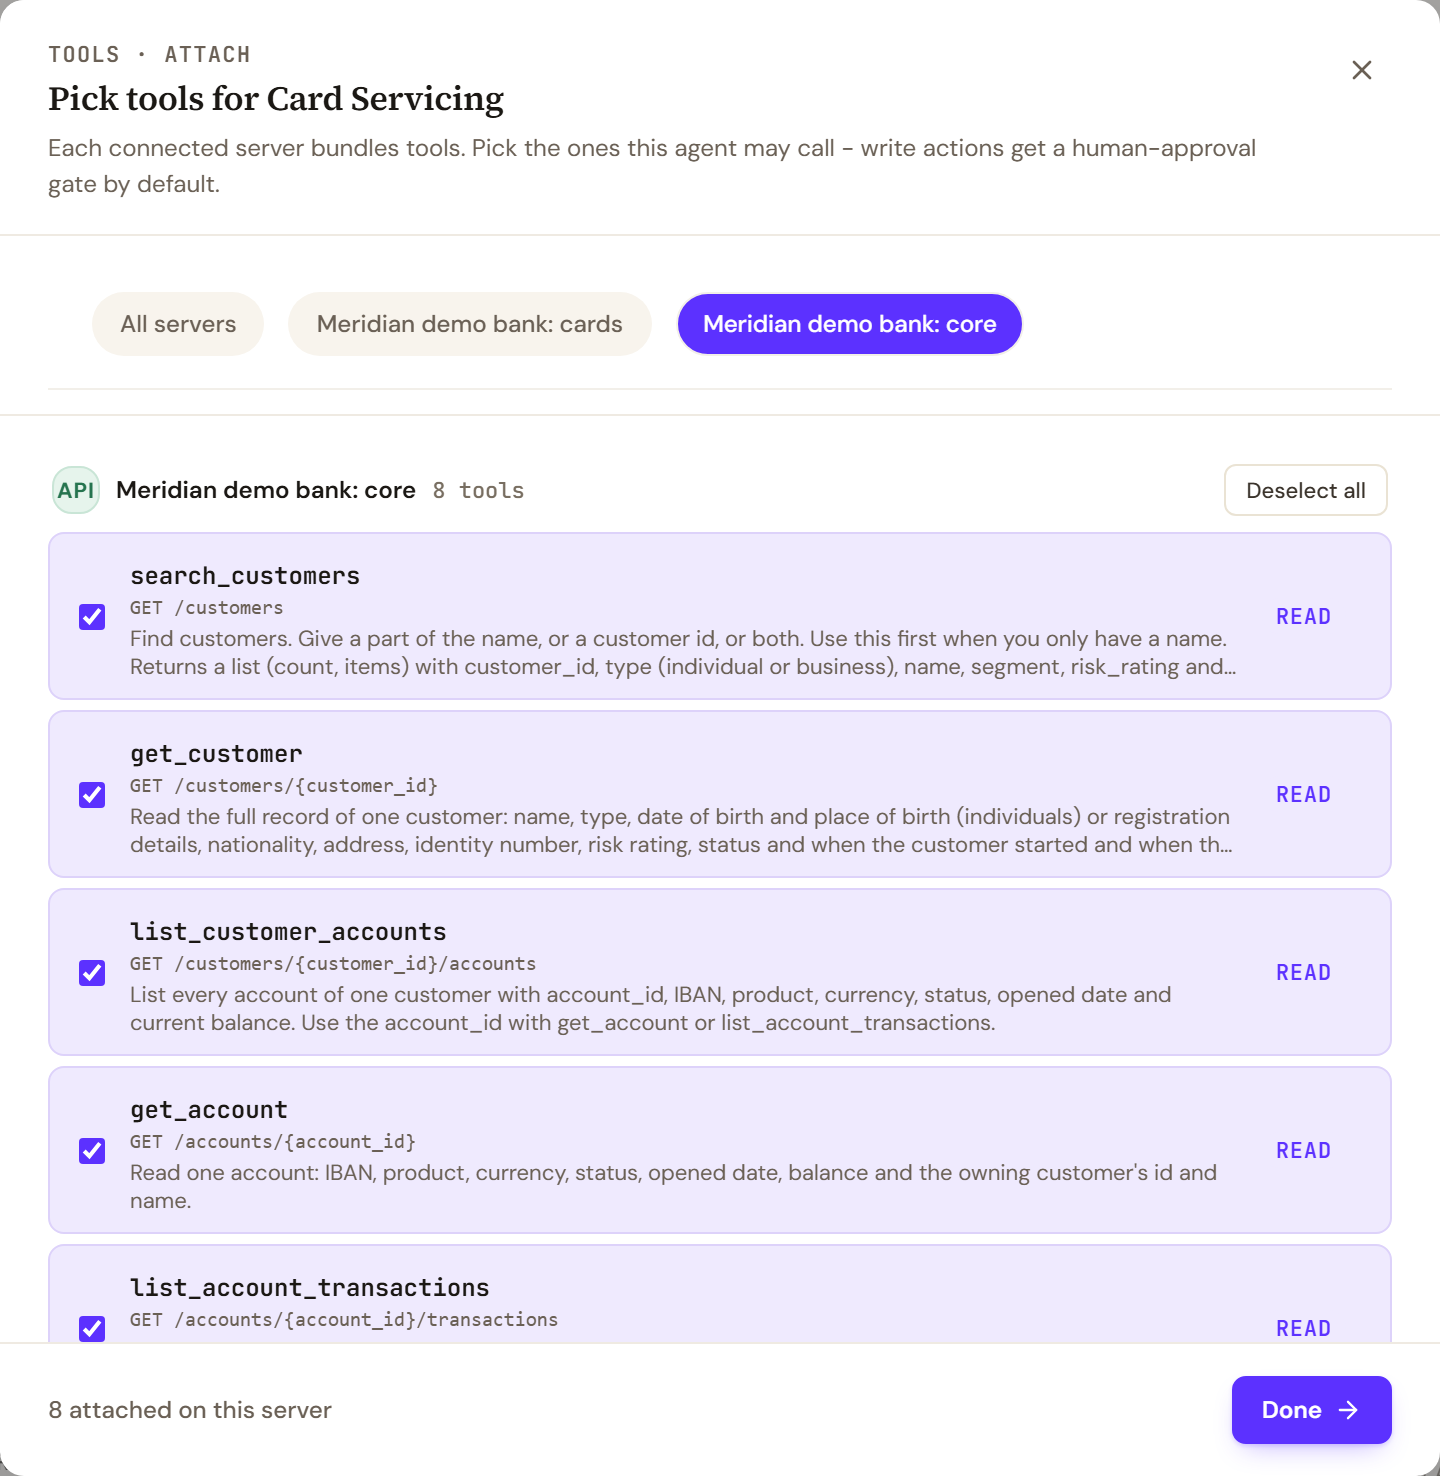 TOOLS · ATTACH
Pick tools for Card Servicing
Each connected server bundles tools. Pick the ones this agent may call – write actions get a human-approval
gate by default.
All servers
Meridian demo bank: cards
Meridian demo bank: core
API
Meridian demo bank: core
8 tools
Deselect all
search_customers
GET /customers
Find customers. Give a part of the name, or a customer id, or both. Use this first when you only have a name.
Returns a list (count, items) with customer_id, type (individual or business), name, segment, risk_rating and...
READ
get_customer
GET /customers/{customer_id}
Read the full record of one customer: name, type, date of birth and place of birth (individuals) or registration
details, nationality, address, identity number, risk rating, status and when the customer started and when th...
READ
list_customer_accounts
GET /customers/{customer_id}/accounts
List every account of one customer with account_id, IBAN, product, currency, status, opened date and
current balance. Use the account_id with get_account or list_account_transactions.
READ
get_account
GET /accounts/{account_id}
Read one account: IBAN, product, currency, status, opened date, balance and the owning customer's id and
name.
READ
list_account_transactions
GET /accounts/{account_id}/transactions
READ
8 attached on this server
Done →